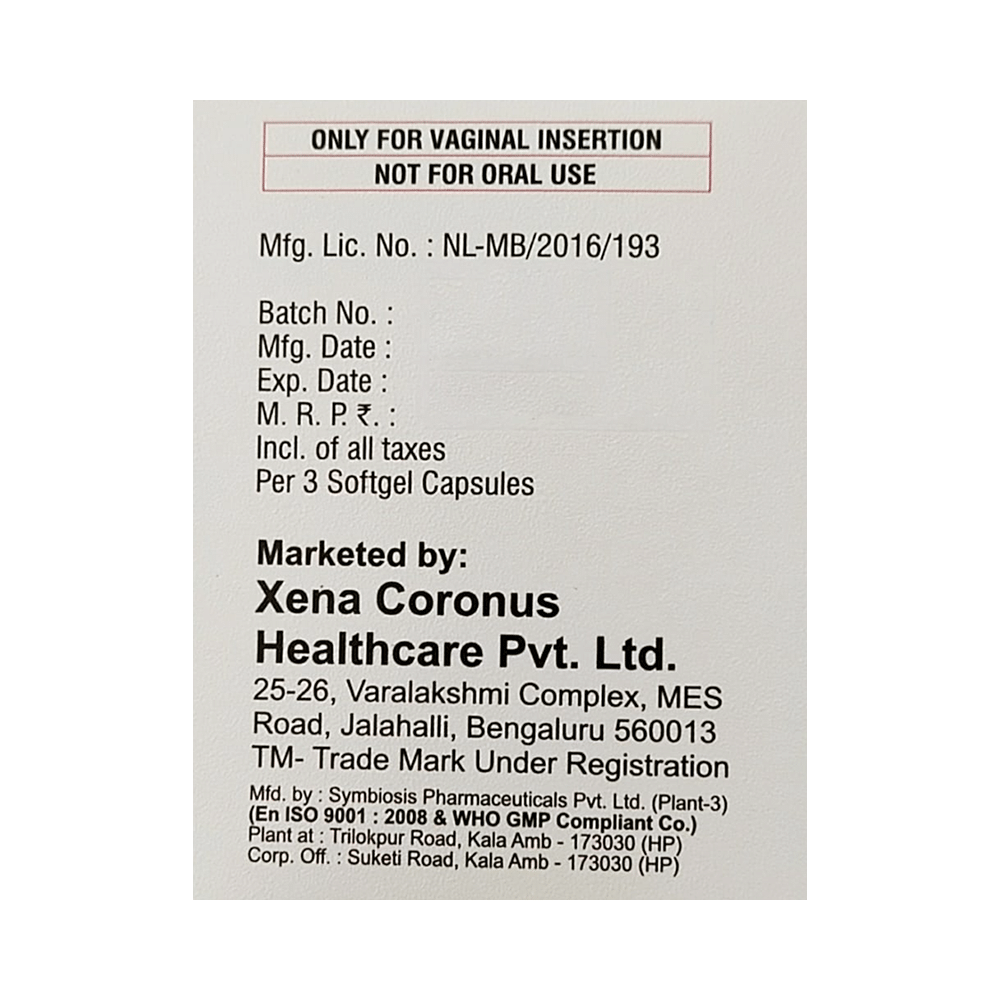 ONLY FOR VAGINAL INSERTION
NOT FOR ORAL USE
Mfg. Lic. No. : NL-MB/2016/193
Batch No. :
Mfg. Date :
Exp. Date :
M. R. P. ₹. :
Incl. of all taxes
Per 3 Softgel Capsules
Marketed by:
Xena Coronus
Healthcare Pvt. Ltd.
25-26, Varalakshmi Complex, MES
Road, Jalahalli, Bengaluru 560013
TM- Trade Mark Under Registration
Mfd. by : Symbiosis Pharmaceuticals Pvt. Ltd. (Plant-3)
(En ISO 9001 : 2008 & WHO GMP Compliant Co.)
Plant at : Trilokpur Road, Kala Amb - 173030 (HP)
Corp. Off. : Suketi Road, Kala Amb - 173030 (HP)